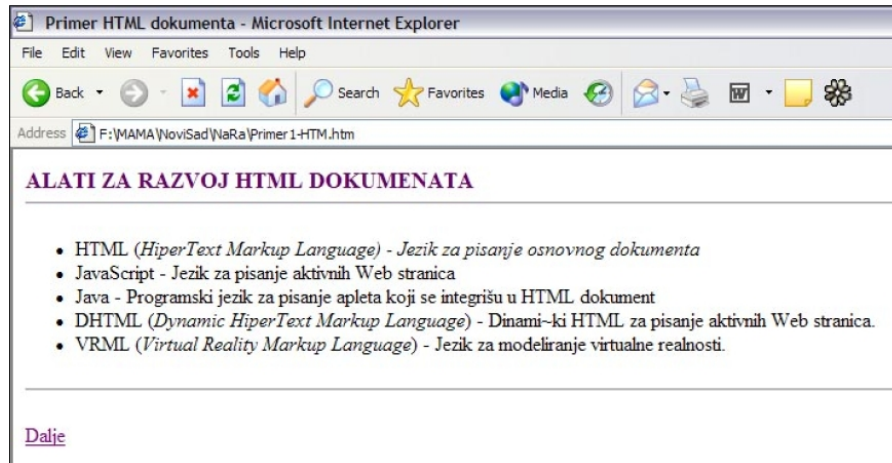 Primer HTML dokumenta - Microsoft Internet Explorer
File Edit View Favorites Tools Help
Back Search Favorites Media
Address F:\MAMA\NoviSad\NaRa\Primer1-HTM.htm
ALATI ZA RAZVOJ HTML DOKUMENATA
• HTML (HiperText Markup Language) - Jezik za pisanje osnovnog dokumenta
• JavaScript - Jezik za pisanje aktivnih Web stranica
• Java - Programski jezik za pisanje apleta koji se integrišu u HTML dokument
• DHTML (Dynamic HiperText Markup Language) - Dinami~ki HTML za pisanje aktivnih Web stranica.
• VRML (Virtual Reality Markup Language) - Jezik za modeliranje virtualne realnosti.
Dalje